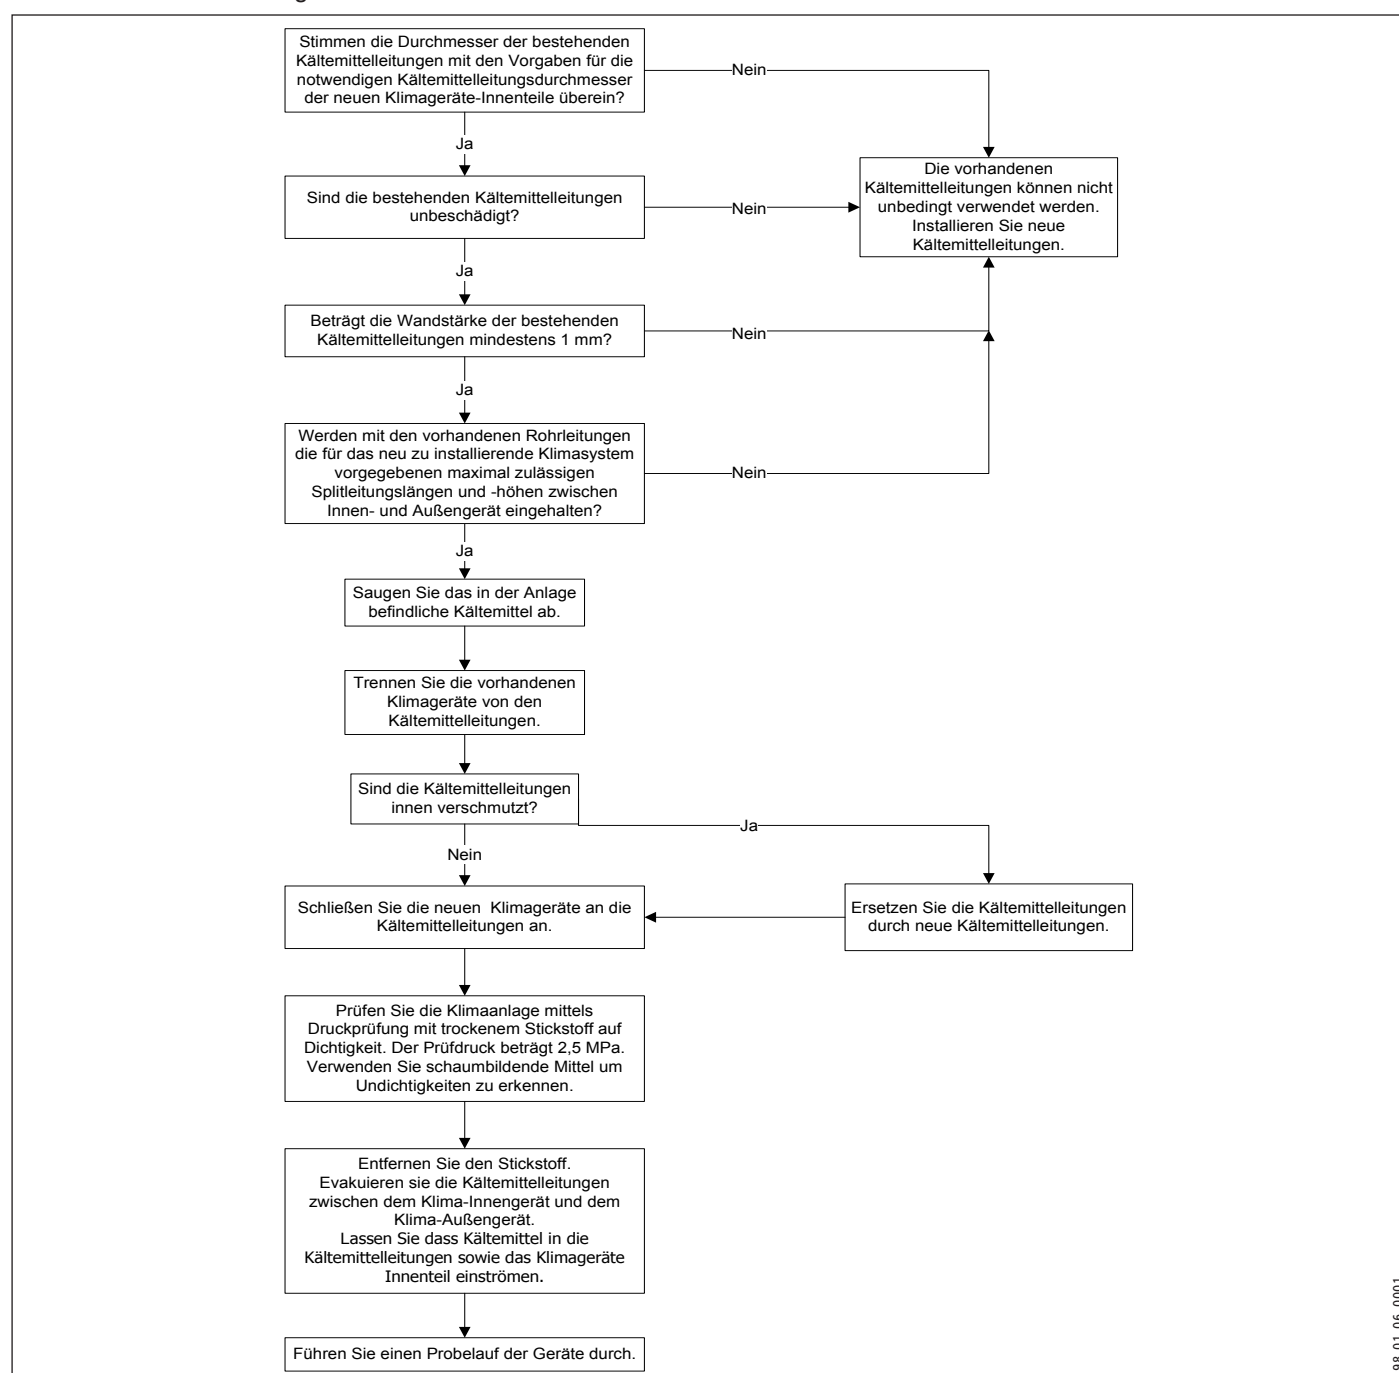 Stimmen die Durchmesser der bestehenden
Kältemittelleitungen mit den Vorgaben für die
notwendigen Kältemittelleitungsdurchmesser
der neuen Klimageräte-Innenteile überein?
Nein
Ja
Die vorhandenen
Kältemittelleitungen können nicht
unbedingt verwendet werden.
Installieren Sie neue
Kältemittelleitungen.
Sind die bestehenden Kältemittelleitungen
unbeschädigt?
Nein
Ja
Beträgt die Wandstärke der bestehenden
Kältemittelleitungen mindestens 1 mm?
Nein
Ja
Werden mit den vorhandenen Rohrleitungen
die für das neu zu installierende Klimasystem
vorgegebenen maximal zulässigen
Splitleitungslängen und -höhen zwischen
Innen- und Außengerät eingehalten?
Nein
Ja
Saugen Sie das in der Anlage
befindliche Kältemittel ab.
Trennen Sie die vorhandenen
Klimageräte von den
Kältemittelleitungen.
Sind die Kältemittelleitungen
innen verschmutzt?
Ja
Nein
Schließen Sie die neuen  Klimageräte an die
Kältemittelleitungen an.
Ersetzen Sie die Kältemittelleitungen
durch neue Kältemittelleitungen.
Prüfen Sie die Klimaanlage mittels
Druckprüfung mit trockenem Stickstoff auf
Dichtigkeit. Der Prüfdruck beträgt 2,5 MPa.
Verwenden Sie schaumbildende Mittel um
Undichtigkeiten zu erkennen.
Entfernen Sie den Stickstoff.
Evakuieren sie die Kältemittelleitungen
zwischen dem Klima-Innengerät und dem
Klima-Außengerät.
Lassen Sie dass Kältemittel in die
Kältemittelleitungen sowie das Klimageräte
Innenteil einströmen.
Führen Sie einen Probelauf der Geräte durch.
98_01_06_0001